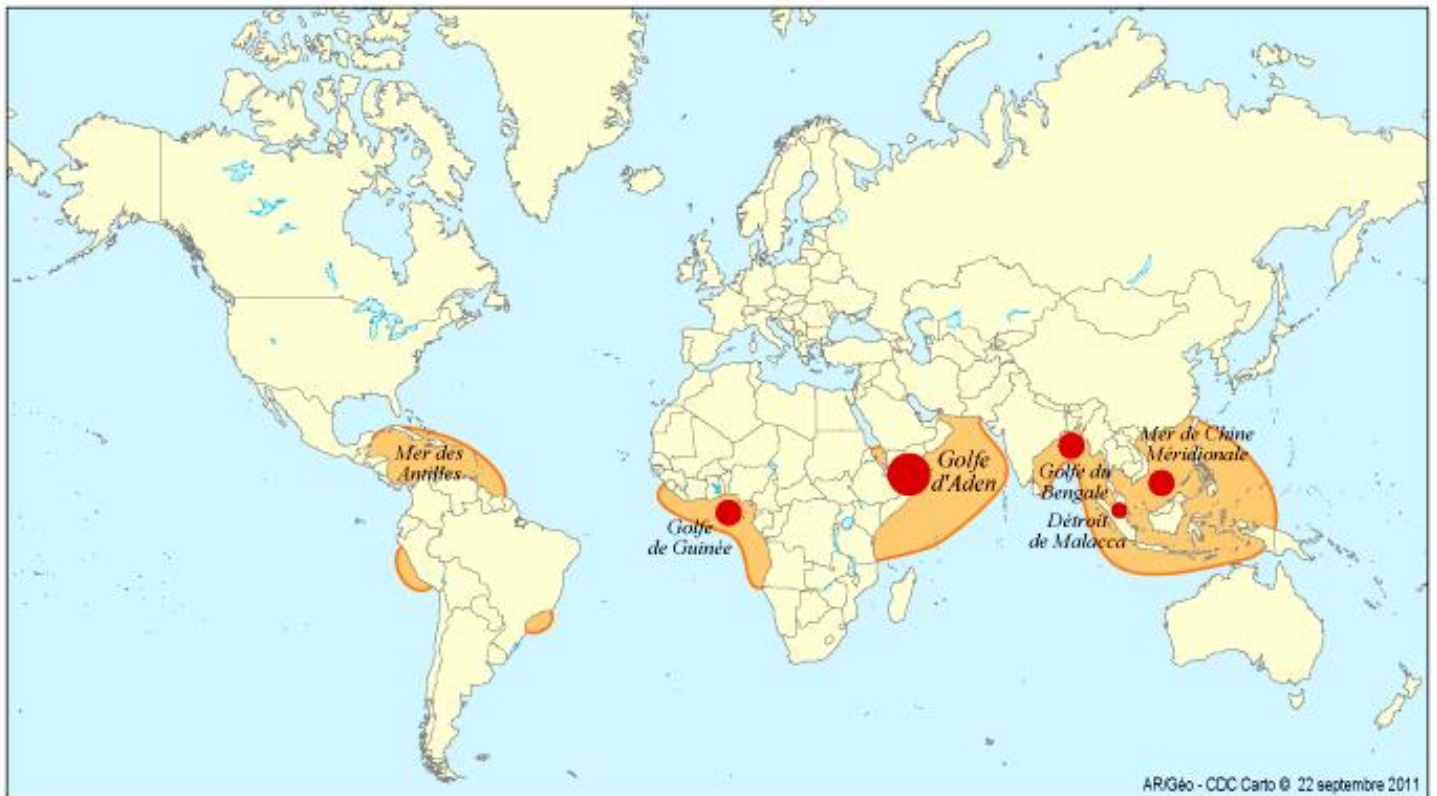 Mer des
Antilles
Golfe
de Guinée
Golfe
d'Aden
Golfe du
Bengale
Mer de Chine
Méridionale
Détroit
de Malacca
AR/Géo - CDC Carto © 22 septembre 2011